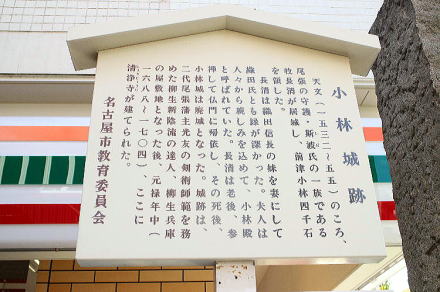 小林城跡
天文(一五三二~五五)のころ、
尾張の守護・斯波氏の一族である
牧長清が居城し、前津小林四千石
を領した。
長清は織田信長の妹を妻にして
織田氏とも縁が深かった。夫人は
人々から親しみを込めて、小林殿
と呼ばれていた。長清は老後、参
禅して仏門に帰依し、その死後、
小林城は廃城となった。城跡は、
二代尾張藩主光友の剣術師範を務
めた柳生新陰流の達人、柳生兵庫
の屋敷地となった後、元禄年中(
一六八八~一七〇四)、ここに
清浄寺が建てられた。
名古屋市教育委員会